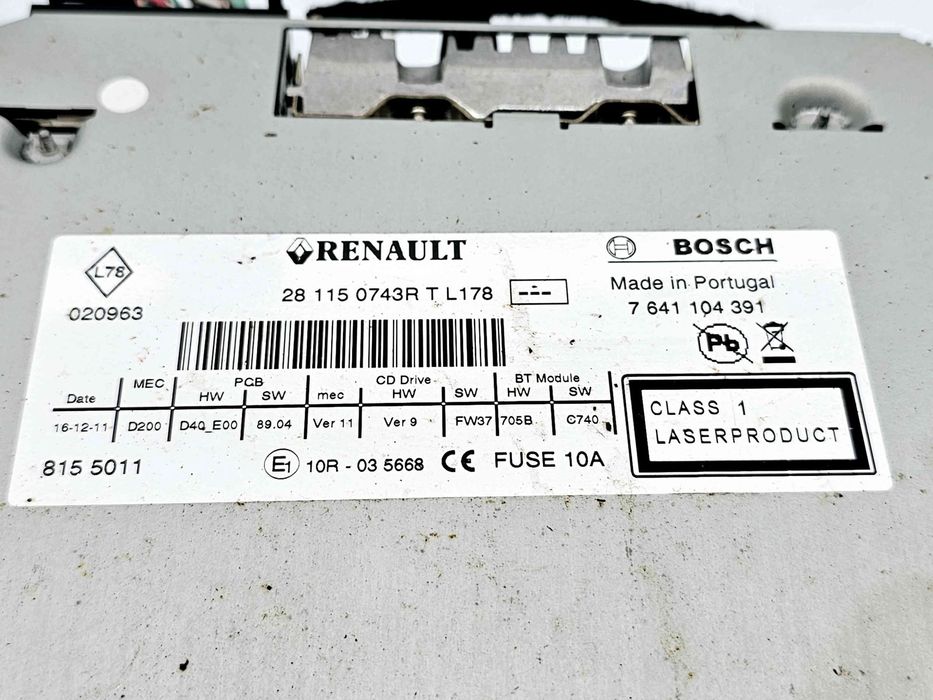 L78
020963
RENAULT
28 115 0743R T L178
---
BOSCH
Made in Portugal
7 641 104 391
Pb
Date MEC PCB CD Drive BT Module
HW SW mec HW SW HW SW
16-12-11 D200 D40_E00 89.04 Ver 11 Ver 9 FW37 705B C740
815 5011
E1 10R - 03 5668 CE FUSE 10A
CLASS 1
LASERPRODUCT